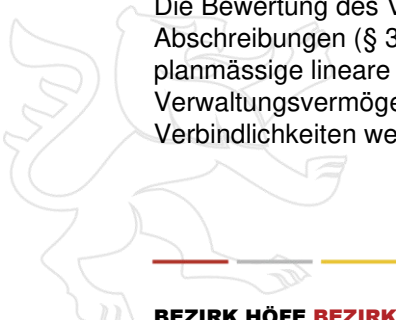 Die Bewertung des
Abschreibungen (§ 3
planmässige lineare
Verwaltungsvermöge
Verbindlichkeiten we
BEZIRK HÖFE BEZIRK